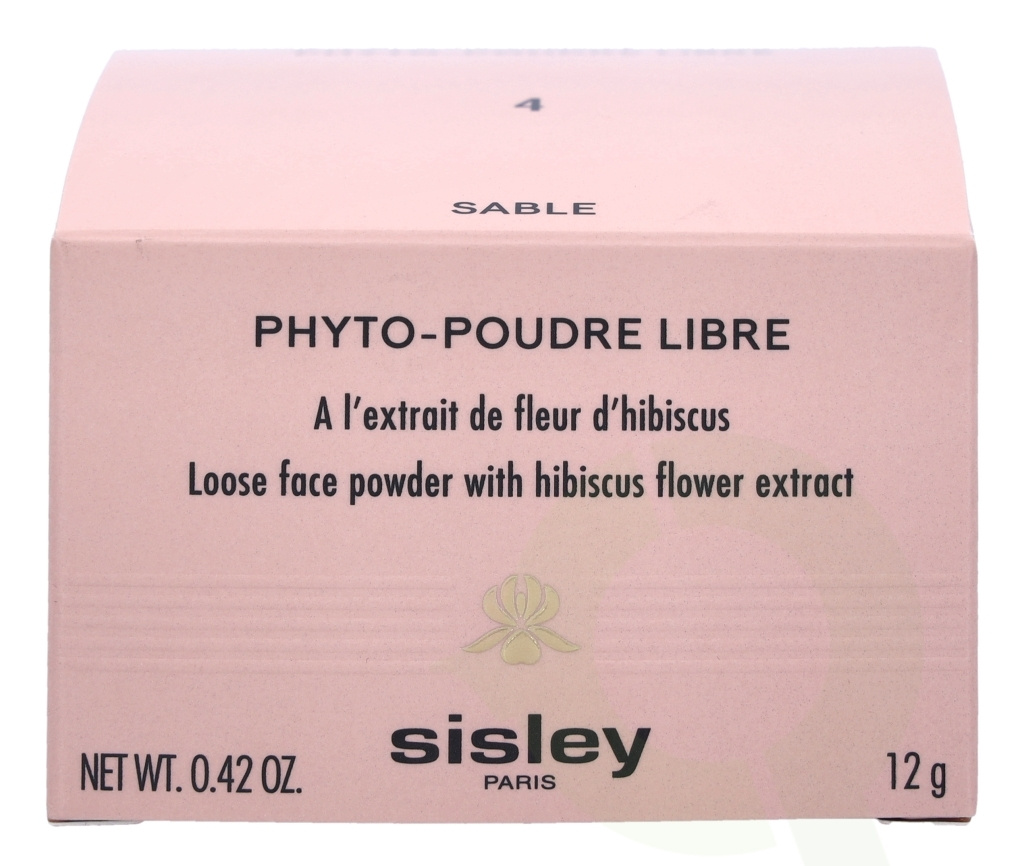 4
SABLE
PHYTO-POUDRE LIBRE
A l'extrait de fleur d'hibiscus
Loose face powder with hibiscus flower extract
sisley
PARIS
NET WT. 0.42 OZ.
12 g